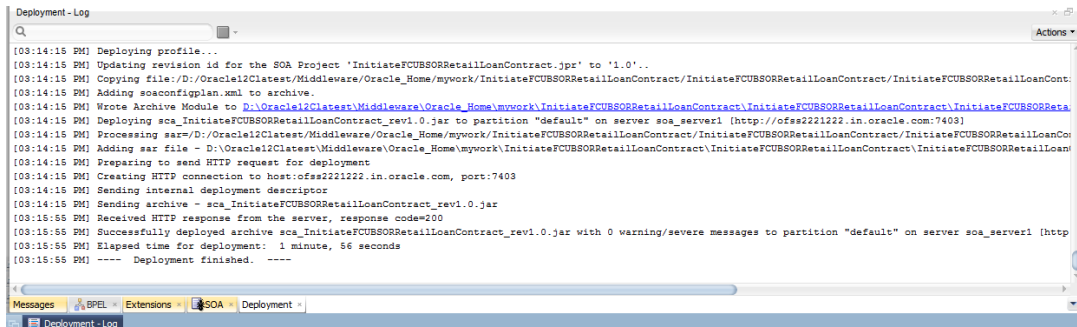 Deployment - Log
Actions
[03:14:15 PM] Deploying profile...
[03:14:15 PM] Updating revision id for the SOA Project 'InitiateFCUBSORRetailLoanContract.jpr' to '1.0'..
[03:14:15 PM] Copying file:/D:/Oracle12Clatest/Middleware/Oracle_Home/mywork/InitiateFCUBSORRetailLoanContract/InitiateFCUBSORRetailLoanContract/InitiateFCUBSORRetailLoanCont
[03:14:15 PM] Adding soaconfigplan.xml to archive.
[03:14:15 PM] Wrote Archive Module to D:\Oracle12Clatest\Middleware\Oracle_Home\mywork\InitiateFCUBSORRetailLoanContract\InitiateFCUBSORRetailLoanContract\InitiateFCUBSORReta
[03:14:15 PM] Deploying sca_InitiateFCUBSORRetailLoanContract_rev1.0.jar to partition "default" on server soa_server1 [http://ofss2221222.in.oracle.com:7403]
[03:14:15 PM] Processing sar=/D:/Oracle12Clatest/Middleware/Oracle_Home/mywork/InitiateFCUBSORRetailLoanContract/InitiateFCUBSORRetailLoanContract/InitiateFCUBSORRetailLoanCo
[03:14:15 PM] Adding sar file - D:\Oracle12Clatest\Middleware\Oracle_Home\mywork\InitiateFCUBSORRetailLoanContract\InitiateFCUBSORRetailLoanContract\InitiateFCUBSORRetailLoan
[03:14:15 PM] Preparing to send HTTP request for deployment
[03:14:15 PM] Creating HTTP connection to host:ofss2221222.in.oracle.com, port:7403
[03:14:15 PM] Sending internal deployment descriptor
[03:14:15 PM] Sending archive - sca_InitiateFCUBSORRetailLoanContract_rev1.0.jar
[03:15:55 PM] Received HTTP response from the server, response code=200
[03:15:55 PM] Successfully deployed archive sca_InitiateFCUBSORRetailLoanContract_rev1.0.jar with 0 warning/severe messages to partition "default" on server soa_server1 [http
[03:15:55 PM] Elapsed time for deployment:  1 minute, 56 seconds
[03:15:55 PM] ----  Deployment finished.  ----
Messages BPEL Extensions SOA Deployment
Deployment - Log